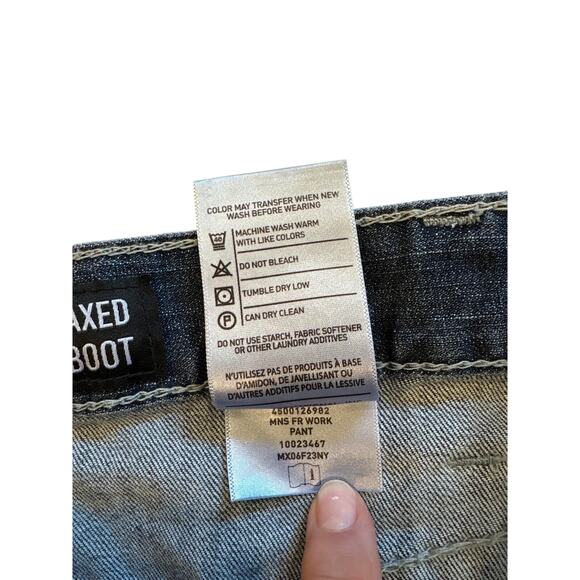 COLOR MAY TRANSFER WHEN NEW
WASH BEFORE WEARING
40
MACHINE WASH WARM
WITH LIKE COLORS
DO NOT BLEACH
TUMBLE DRY LOW
P
CAN DRY CLEAN
DO NOT USE STARCH, FABRIC SOFTENER
OR OTHER LAUNDRY ADDITIVES
N'UTILISEZ PAS DE PRODUITS À BASE
D'AMIDON, DE JAVELLISANT OU
D'AUTRES ADDITIFS POUR LA LESSIVE
4500126982
MNS FR WORK
PANT
10023467
MX06F23NY
AXED
BOOT